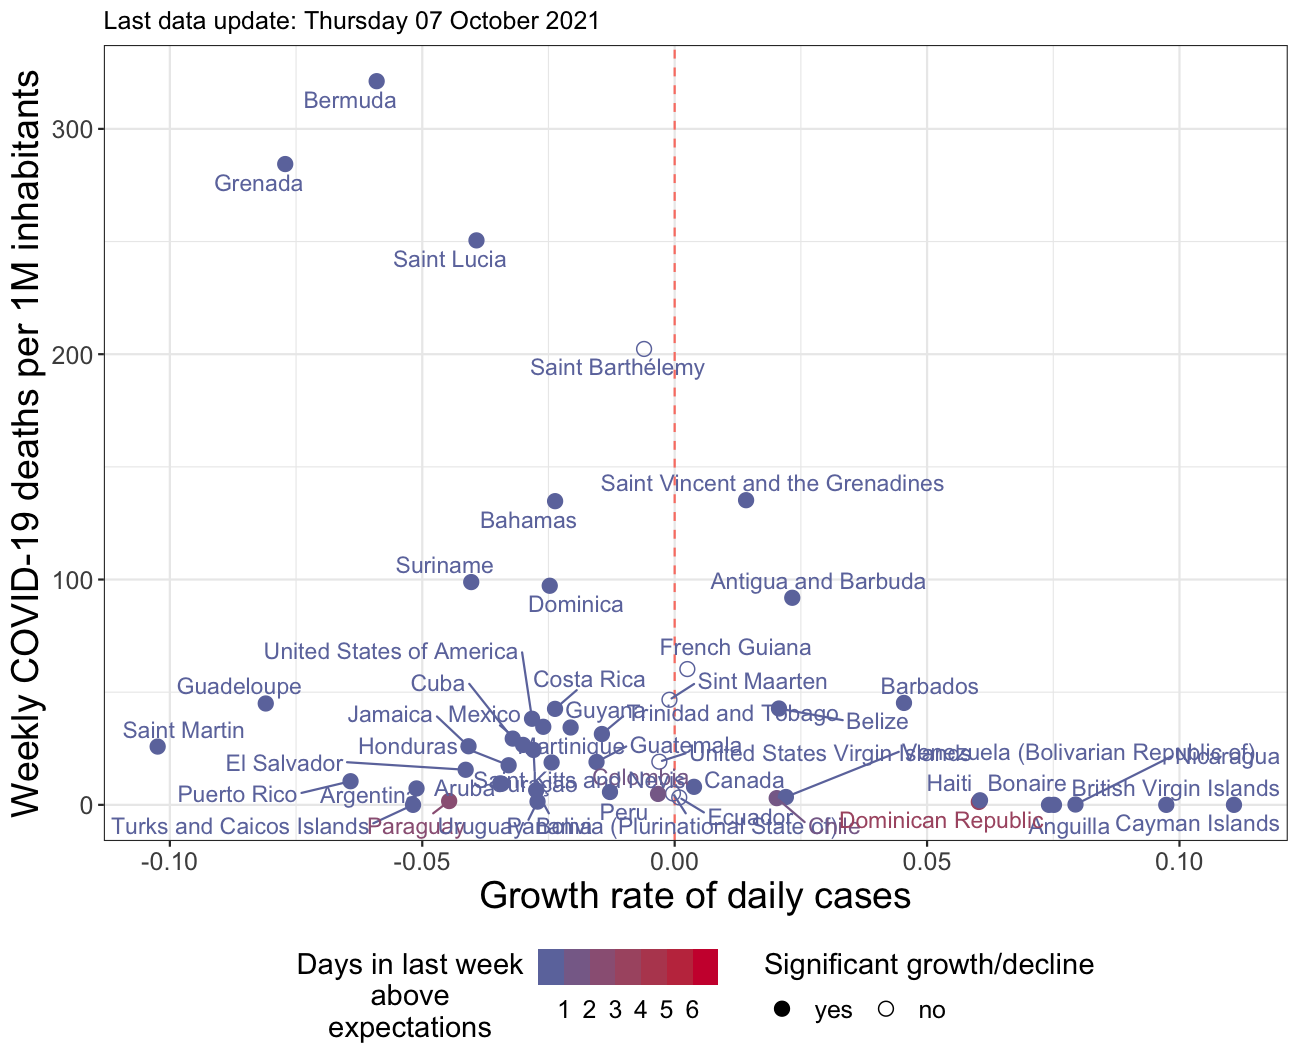 Last data update: Thursday 07 October 2021
Weekly COVID-19 deaths per 1M inhabitants
300
200
100
0
Bermuda
Grenada
Saint Lucia
Saint Barthélemy
Saint Vincent and the Grenadines
Bahamas
Suriname
Antigua and Barbuda
Dominica
United States of America
French Guiana
Cuba
Costa Rica
Sint Maarten
Guadeloupe
Barbados
Jamaica
Mexico
Guyana
Trinidad and Tobago
Belize
Saint Martin
Honduras
Martinique
Guatemala
United States Virgin Islands
Venezuela (Bolivarian Republic of)
Nicaragua
El Salvador
Colombia
Saint Kitts and Nevis
Canada
Haiti
Bonaire
British Virgin Islands
Puerto Rico
Argentina
Aruba
Curaçao
Peru
Ecuador
Dominican Republic
Turks and Caicos Islands
Paraguay
Uruguay
Panama
Bolivia (Plurinational State of)
Chile
Anguilla
Cayman Islands
-0.10
-0.05
0.00
0.05
0.10
Growth rate of daily cases
Days in last week
above
expectations
1 2 3 4 5 6
Significant growth/decline
yes
no